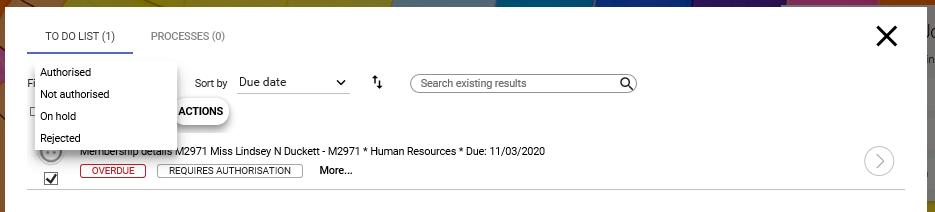 TO DO LIST (1)
PROCESSES (0)
Authorised
Not authorised
On hold
Rejected
Sort by
Due date
Search existing results
ACTIONS
Membership details M2971 Miss Lindsey N Duckett - M2971 * Human Resources * Due: 11/03/2020
OVERDUE
REQUIRES AUTHORISATION
More...